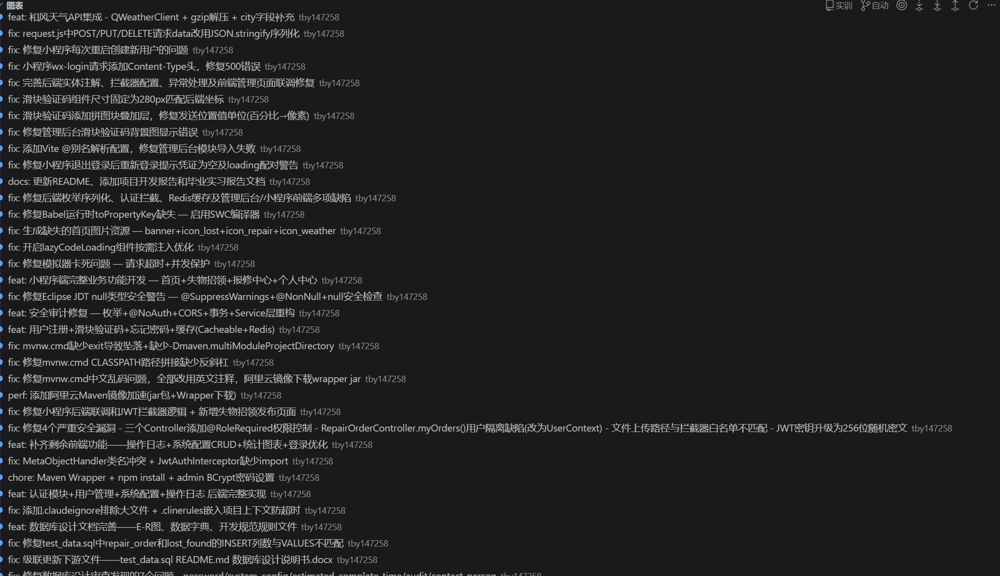 图表 实训 自动
feat: 和风天气API集成 - QWeatherClient + gzip解压 + city字段补充 tby147258
fix: request.js中POST/PUT/DELETE请求data改用JSON.stringify序列化 tby147258
fix: 修复小程序每次重启创建新用户的问题 tby147258
fix: 小程序wx-login请求添加Content-Type头，修复500错误 tby147258
fix: 完善后端实体注解、拦截器配置、异常处理及前端管理页面联调修复 tby147258
fix: 滑块验证码组件尺寸固定为280px匹配后端坐标 tby147258
fix: 滑块验证码添加拼图块叠加层，修复发送位置值单位(百分比→像素) tby147258
fix: 修复管理后台滑块验证码背景图显示错误 tby147258
fix: 添加Vite @别名解析配置，修复管理后台模块导入失败 tby147258
fix: 修复小程序退出登录后重新登录提示凭证为空及loading配对警告 tby147258
docs: 更新README、添加项目开发报告和毕业实习报告文档 tby147258
fix: 修复后端枚举序列化、认证拦截、Redis缓存及管理后台/小程序前端多项缺陷 tby147258
fix: 修复Babel运行时toPropertyKey缺失 — 启用SWC编译器 tby147258
fix: 生成缺失的首页图片资源 — banner+icon_lost+icon_repair+icon_weather tby147258
fix: 开启lazyCodeLoading组件按需注入优化 tby147258
fix: 修复模拟器卡死问题 — 请求超时+并发保护 tby147258
feat: 小程序端完整业务功能开发 — 首页+失物招领+报修中心+个人中心 tby147258
fix: 修复Eclipse JDT null类型安全警告 — @SuppressWarnings+@NonNull+null安全检查 tby147258
feat: 安全审计修复 — 枚举+@NoAuth+CORS+事务+Service层重构 tby147258
feat: 用户注册+滑块验证码+忘记密码+缓存(Cacheable+Redis) tby147258
fix: mvnw.cmd缺少exit导致坠落+缺少-Dmaven.multiModuleProjectDirectory tby147258
fix: 修复mvnw.cmd CLASSPATH路径拼接缺少反斜杠 tby147258
fix: 修复mvnw.cmd中文乱码问题，全部改用英文注释，阿里云镜像下载wrapper jar tby147258
perf: 添加阿里云Maven镜像加速(jar包+Wrapper下载) tby147258
fix: 修复小程序后端联调和JWT拦截器逻辑 + 新增失物招领发布页面 tby147258
fix: 修复4个严重安全漏洞 - 三个Controller添加@RoleRequired权限控制 - RepairOrderController.myOrders()用户隔离缺陷(改为UserContext) - 文件上传路径与拦截器白名单不匹配 - JWT密钥升级为256位随机密文 tby147258
feat: 补齐剩余前端功能——操作日志+系统配置CRUD+统计图表+登录优化 tby147258
fix: MetaObjectHandler类名冲突 + JwtAuthInterceptor缺少import tby147258
chore: Maven Wrapper + npm install + admin BCrypt密码设置 tby147258
feat: 认证模块+用户管理+系统配置+操作日志 后端完整实现 tby147258
fix: 添加.claudeignore排除大文件 + .clinerules嵌入项目上下文防超时 tby147258
feat: 数据库设计文档完善——E-R图、数据字典、开发规范规则文件 tby147258
fix: 修复test_data.sql中repair_order和lost_found的INSERT列数与VALUES不匹配 tby147258
fix: 级联更新下游文件——test_data.sql README.md 数据库设计说明书.docx tby147258
fix: 修复数据库设计审查发现的7个问题 password/system_config/estimated_complete_time/audit/contact_person tby147258